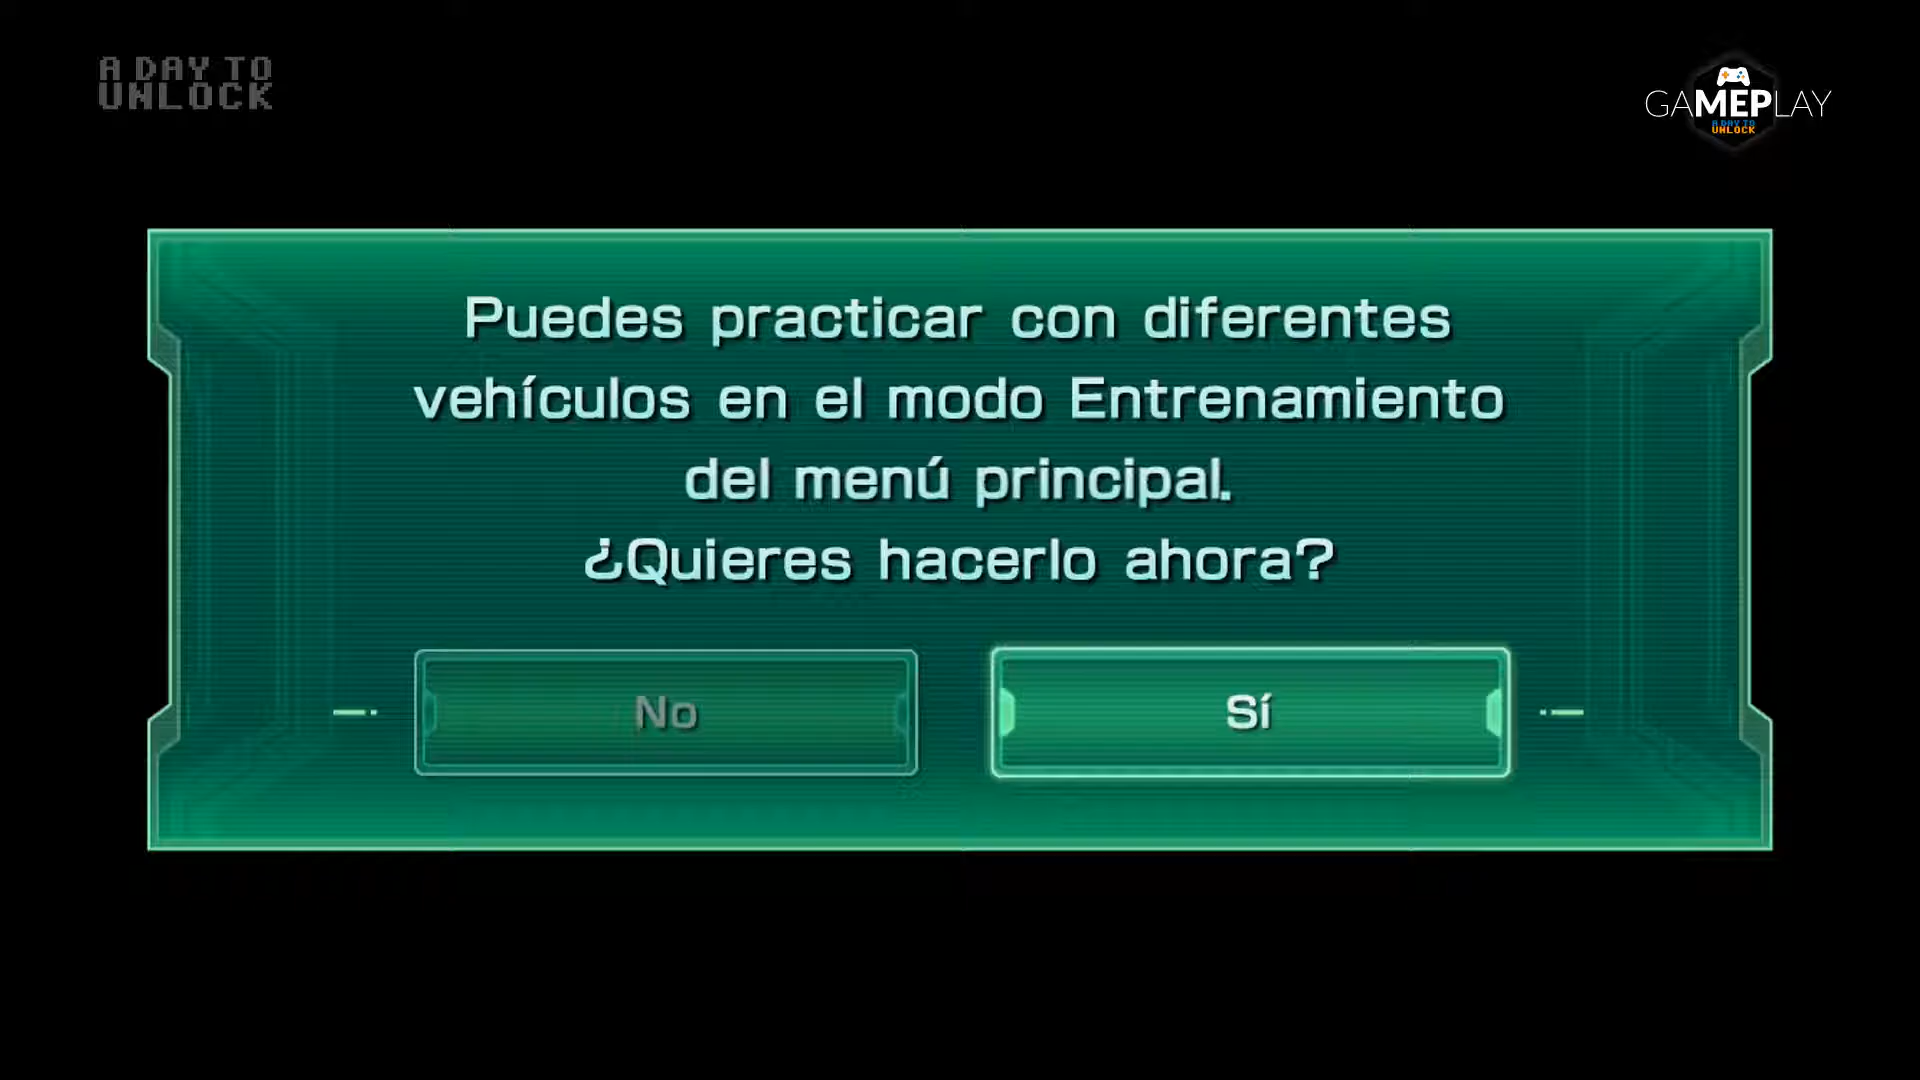 A DAY TO
UNLOCK
GAMEPLAY
A DAY TO
UNLOCK
Puedes practicar con diferentes
vehículos en el modo Entrenamiento
del menú principal.
¿Quieres hacerlo ahora?
No
Sí